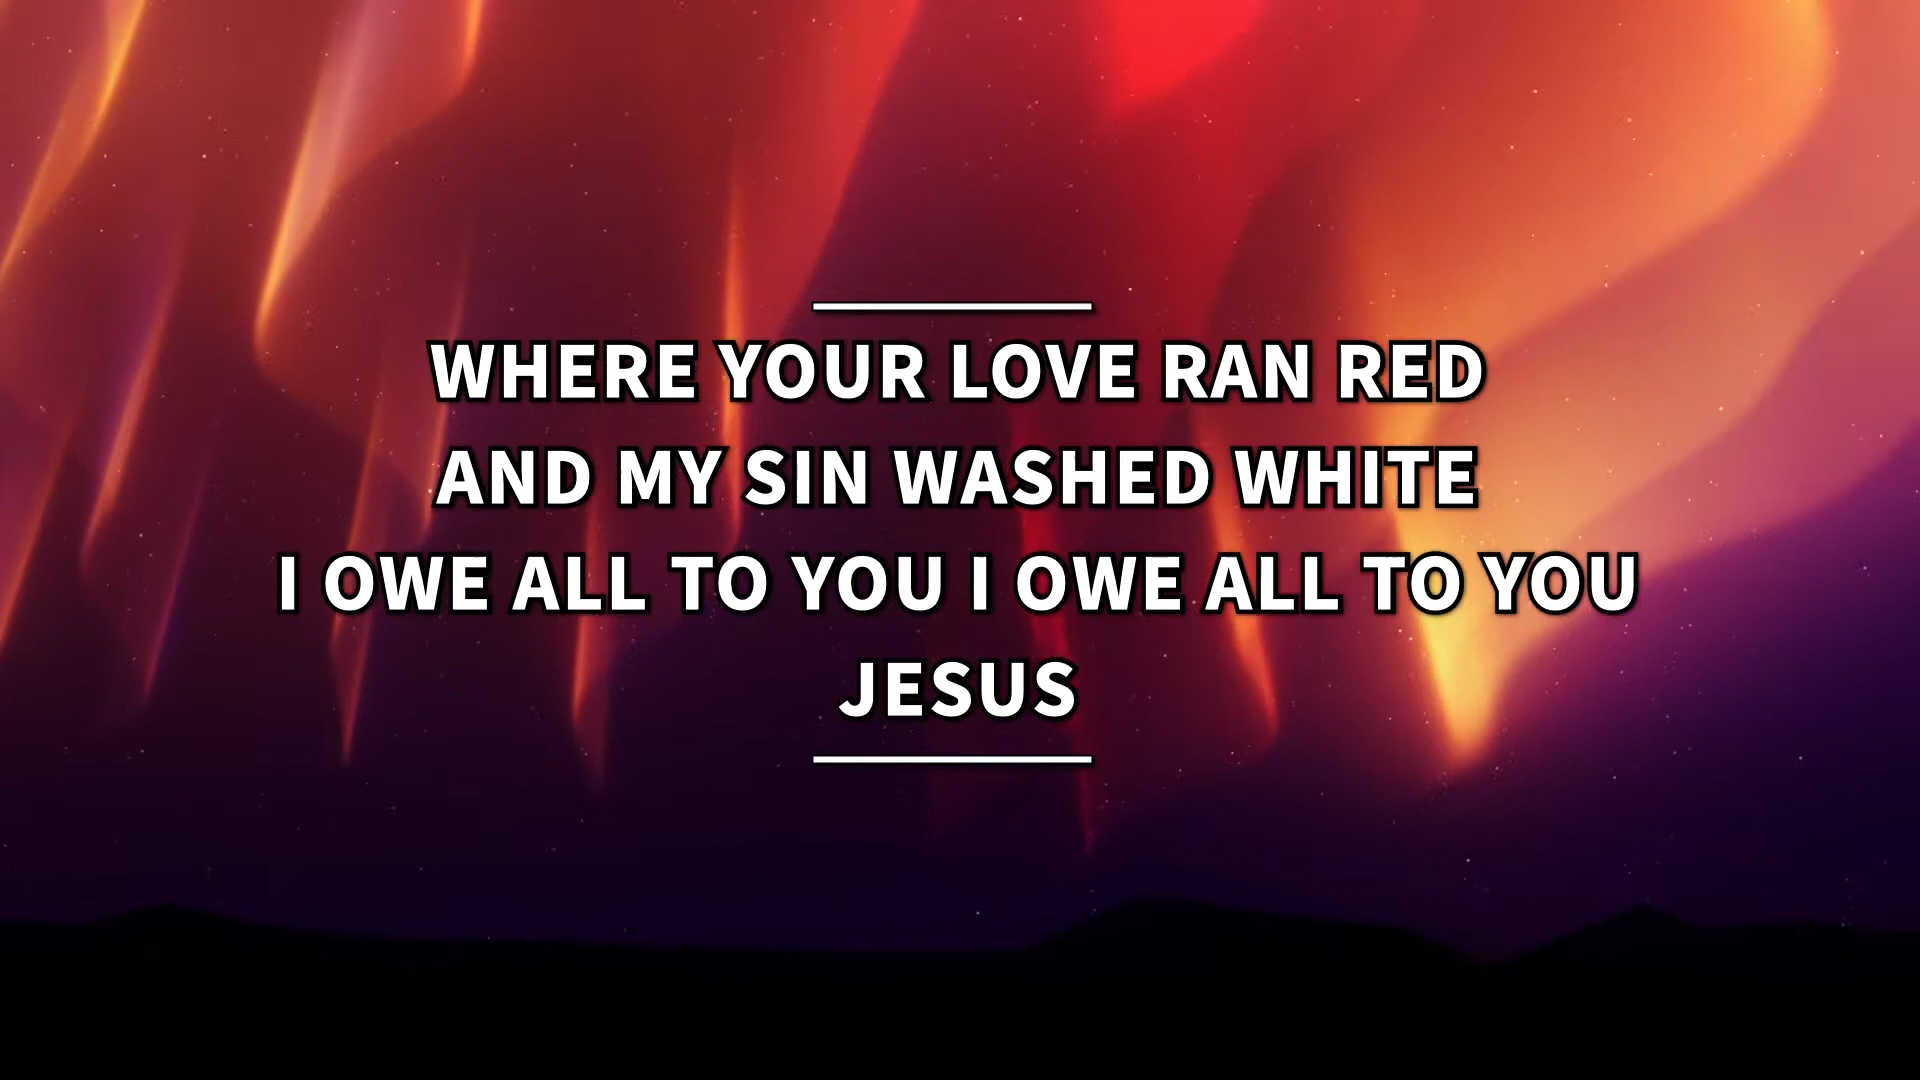 WHERE YOUR LOVE RAN RED
AND MY SIN WASHED WHITE
I OWE ALL TO YOU I OWE ALL TO YOU
JESUS